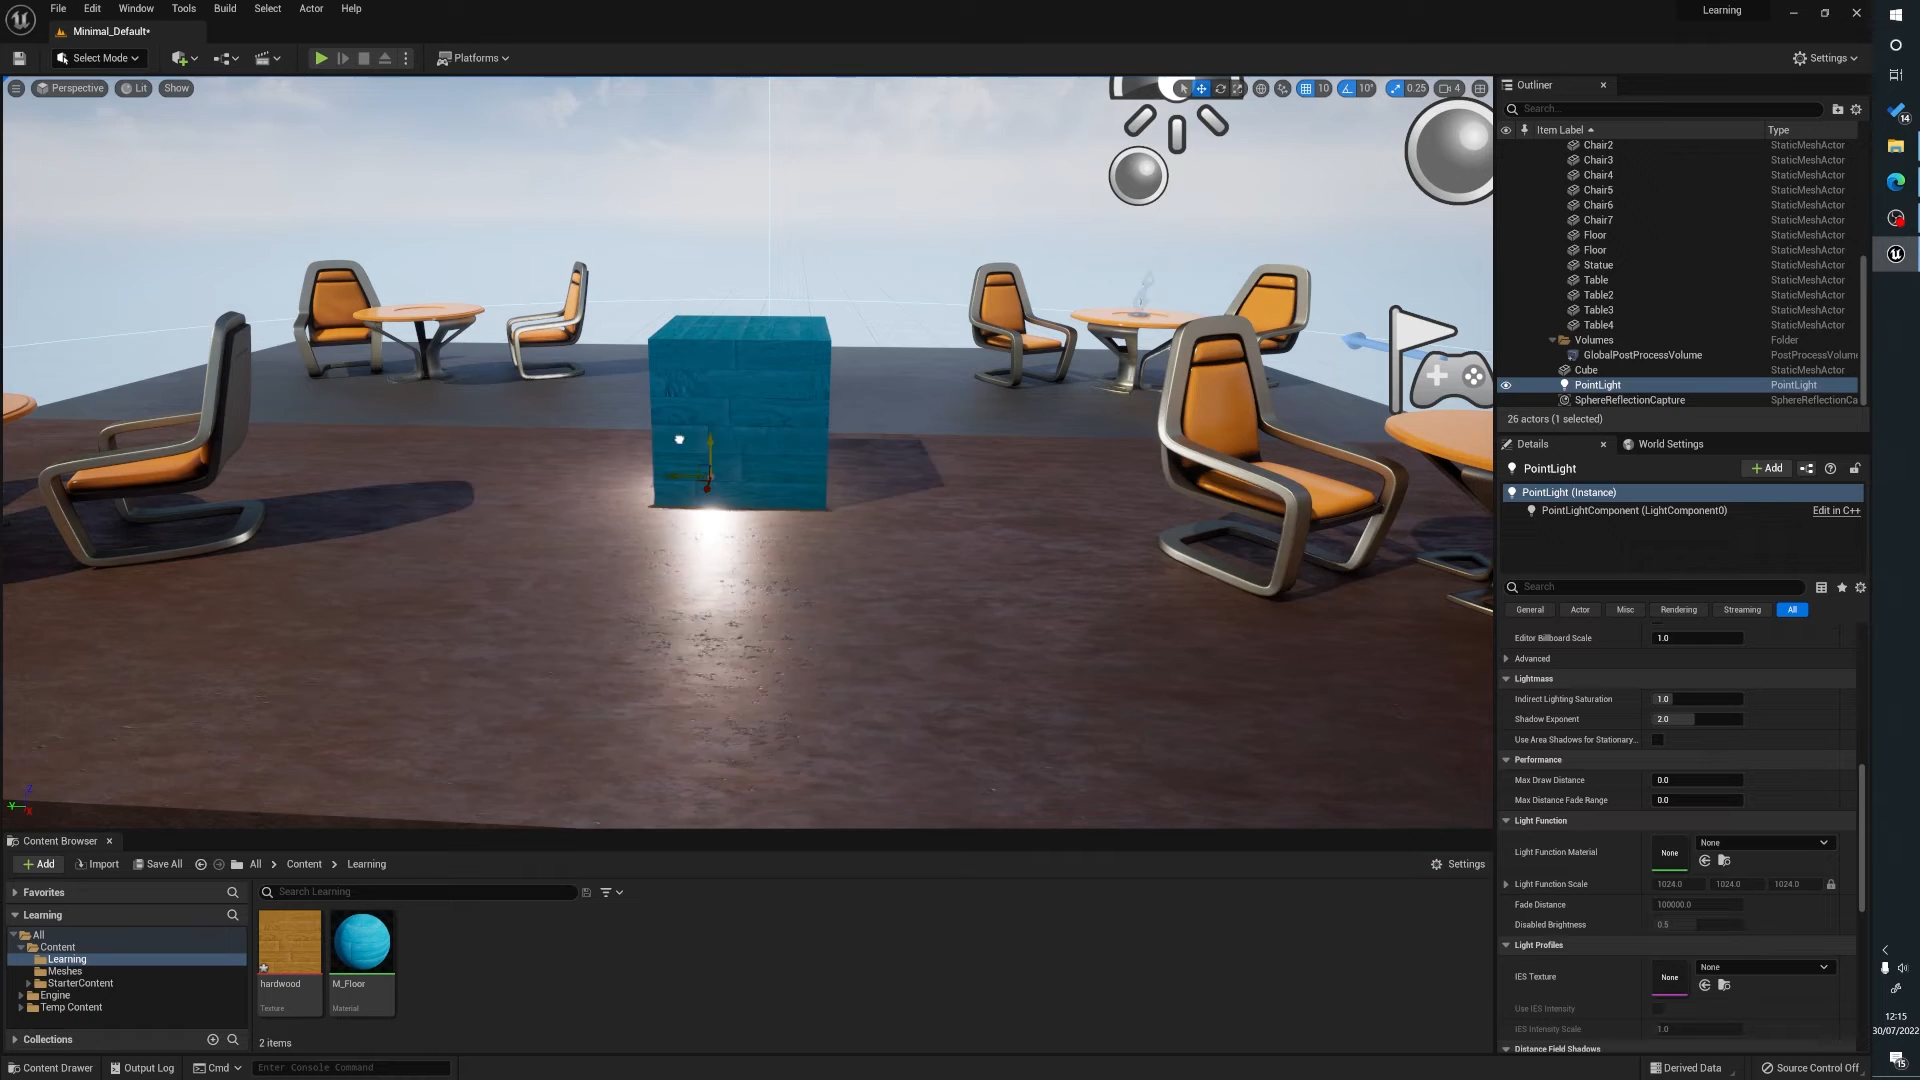 File Edit Window Tools Build Select Actor Help
Learning
Minimal_Default*
Select Mode
Platforms
Settings
Perspective Lit Show
10 10° 0.25 4
Outliner
Search...
Item Label Type
Chair2 StaticMeshActor
Chair3 StaticMeshActor
Chair4 StaticMeshActor
Chair5 StaticMeshActor
Chair6 StaticMeshActor
Chair7 StaticMeshActor
Floor StaticMeshActor
Floor StaticMeshActor
Statue StaticMeshActor
Table StaticMeshActor
Table2 StaticMeshActor
Table3 StaticMeshActor
Table4 StaticMeshActor
Volumes Folder
GlobalPostProcessVolume PostProcessVolume
Cube StaticMeshActor
PointLight PointLight
SphereReflectionCapture SphereReflectionCa
26 actors (1 selected)
Details World Settings
PointLight Add
PointLight (Instance)
PointLightComponent (LightComponent0) Edit in C++
Search
General Actor Misc Rendering Streaming All
Editor Billboard Scale 1.0
Advanced
Lightmass
Indirect Lighting Saturation 1.0
Shadow Exponent 2.0
Use Area Shadows for Stationary...
Performance
Max Draw Distance 0.0
Max Distance Fade Range 0.0
Light Function
Light Function Material None None
Light Function Scale 1024.0 1024.0 1024.0
Fade Distance 100000.0
Disabled Brightness 0.5
Light Profiles
IES Texture None None
Use IES Intensity
IES Intensity Scale 1.0
Distance Field Shadows
Z
Y
X
Content Browser
Add Import Save All All Content Learning
Settings
Favorites
Search Learning
Learning
All
Content
Learning
Meshes
StarterContent
Engine
Temp Content
hardwood
Texture
M_Floor
Material
Collections
2 items
Content Drawer Output Log Cmd Enter Console Command
Derived Data Source Control Off
14
12:15
30/07/2022
15